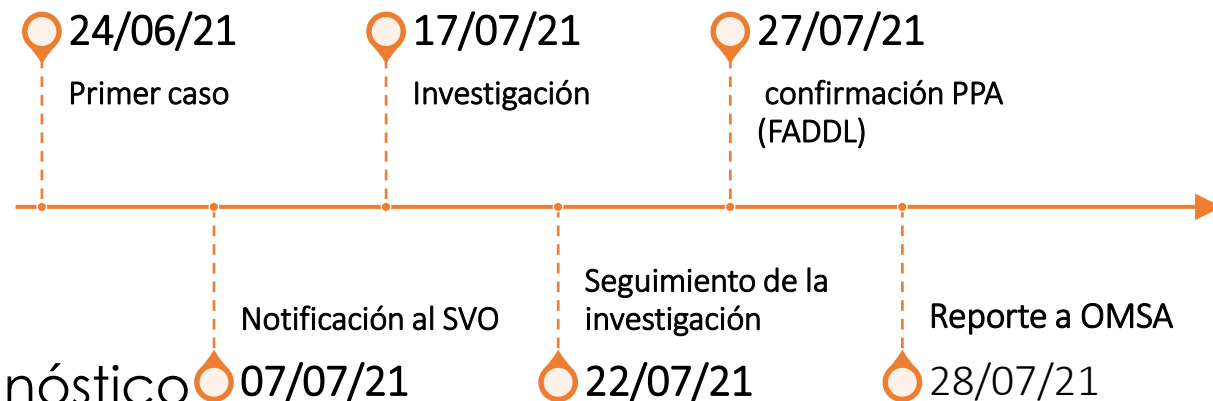 24/06/21
Primer caso
17/07/21
Investigación
27/07/21
confirmación PPA
(FADDL)
Notificación al SVO
07/07/21
Seguimiento de la
investigación
22/07/21
Reporte a OMSA
28/07/21
nóstico